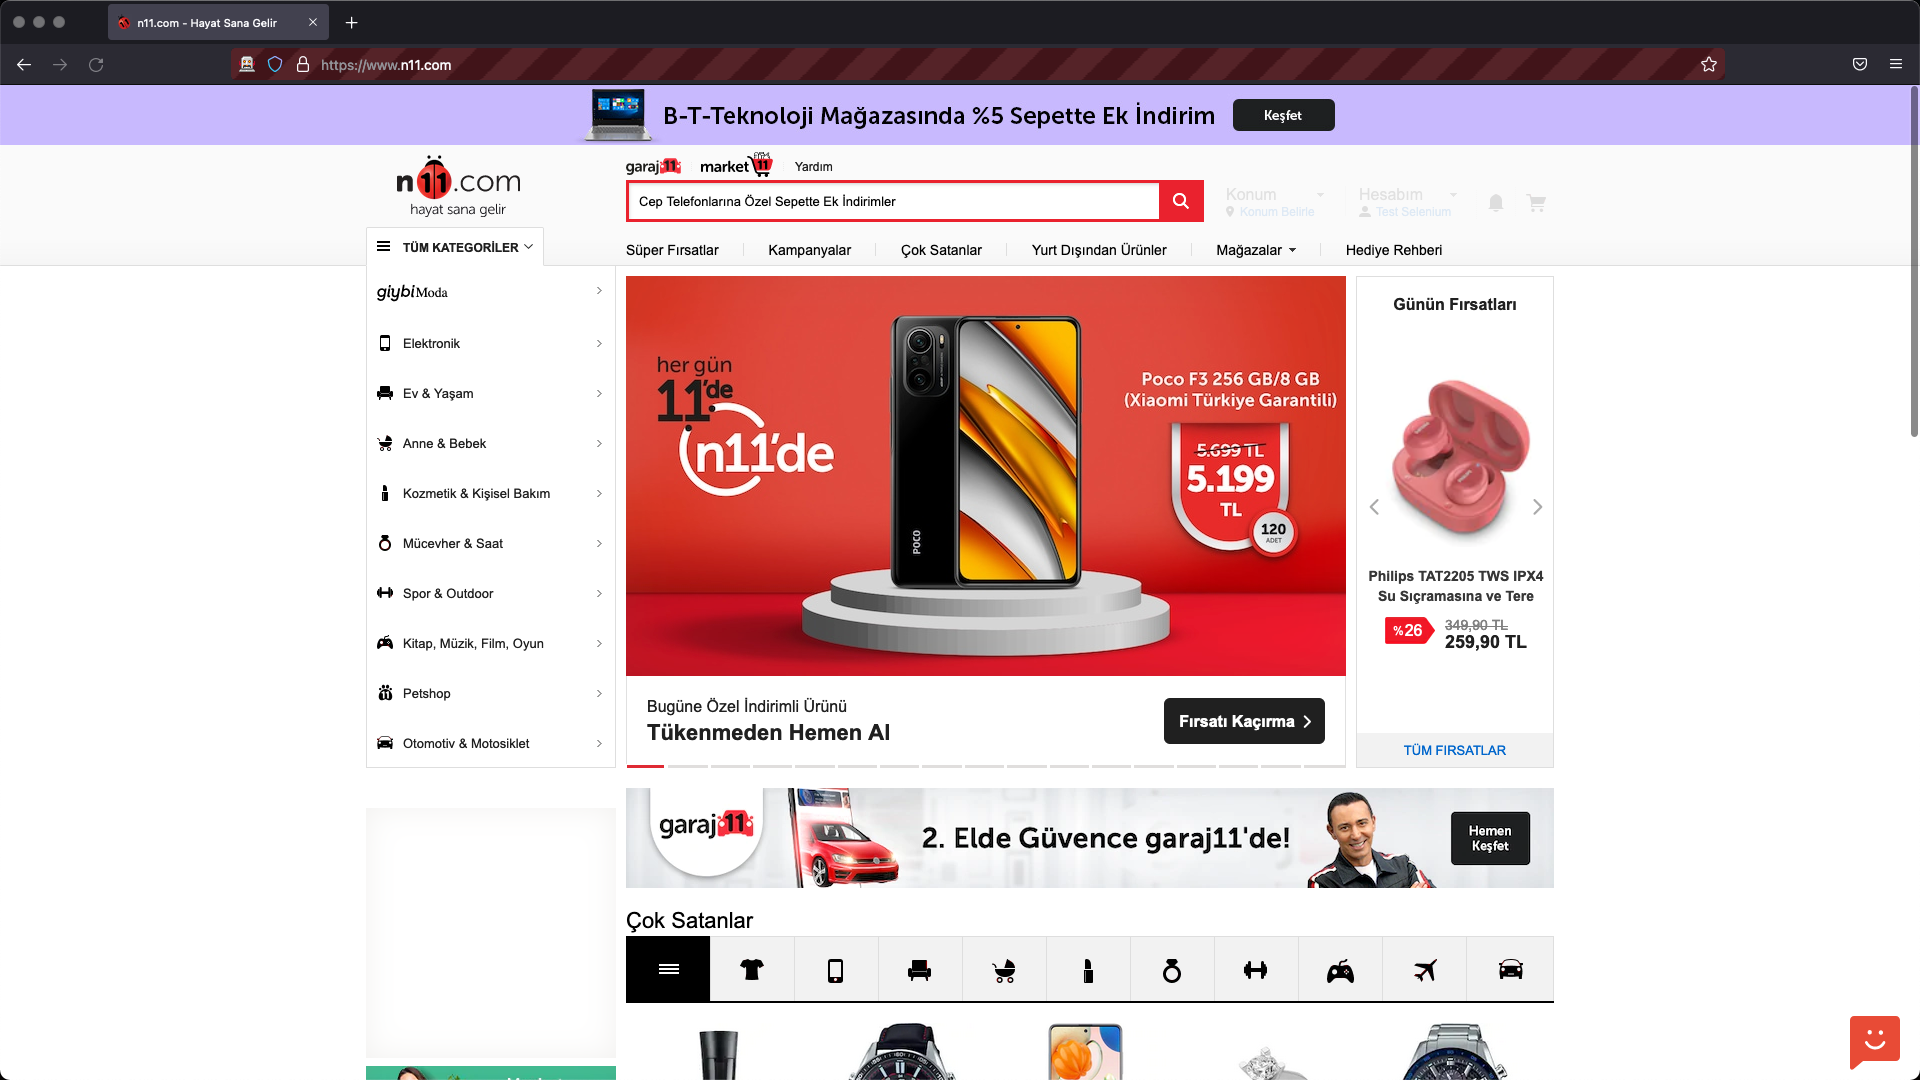 n11.com - Hayat Sana Gelir
https://www.n11.com
B-T-Teknoloji Mağazasında %5 Sepette Ek İndirim
Keşfet
n11.com
hayat sana gelir
garaj11
market11
Yardım
Cep Telefonlarına Özel Sepette Ek İndirimler
Konum
Konum Belirle
Hesabım
Test Selenium
TÜM KATEGORİLER
Süper Fırsatlar
Kampanyalar
Çok Satanlar
Yurt Dışından Ürünler
Mağazalar
Hediye Rehberi
giybiModa
Elektronik
Ev & Yaşam
Anne & Bebek
Kozmetik & Kişisel Bakım
Mücevher & Saat
Spor & Outdoor
Kitap, Müzik, Film, Oyun
Petshop
Otomotiv & Motosiklet
her gün
11'de
n11'de
POCO
Poco F3 256 GB/8 GB
(Xiaomi Türkiye Garantili)
5.699 TL
5.199
TL
120
ADET
Bugüne Özel İndirimli Ürünü
Tükenmeden Hemen Al
Fırsatı Kaçırma
Günün Fırsatları
Philips TAT2205 TWS IPX4
Su Sıçramasına ve Tere
%26
349,90 TL
259,90 TL
TÜM FIRSATLAR
garaj11
2. Elde Güvence garaj11'de!
Hemen
Keşfet
Çok Satanlar